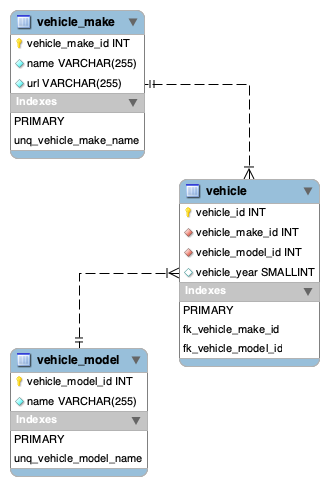 vehicle_make
vehicle_make_id INT
name VARCHAR(255)
url VARCHAR(255)
Indexes
PRIMARY
unq_vehicle_make_name
vehicle
vehicle_id INT
vehicle_make_id INT
vehicle_model_id INT
vehicle_year SMALLINT
Indexes
PRIMARY
fk_vehicle_make_id
fk_vehicle_model_id
vehicle_model
vehicle_model_id INT
name VARCHAR(255)
Indexes
PRIMARY
unq_vehicle_model_name